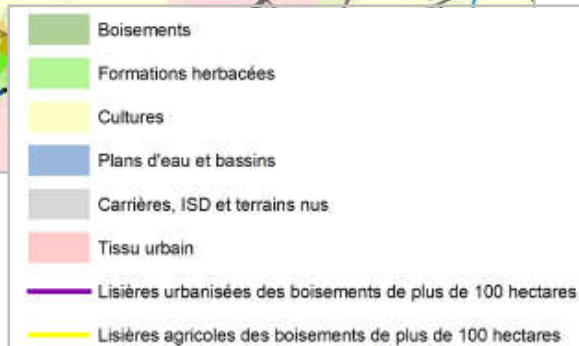 Boisements
Formations herbacées
Cultures
Plans d'eau et bassins
Carrières, ISD et terrains nus
Tissu urbain
Lisières urbanisées des boisements de plus de 100 hectares
Lisières agricoles des boisements de plus de 100 hectares